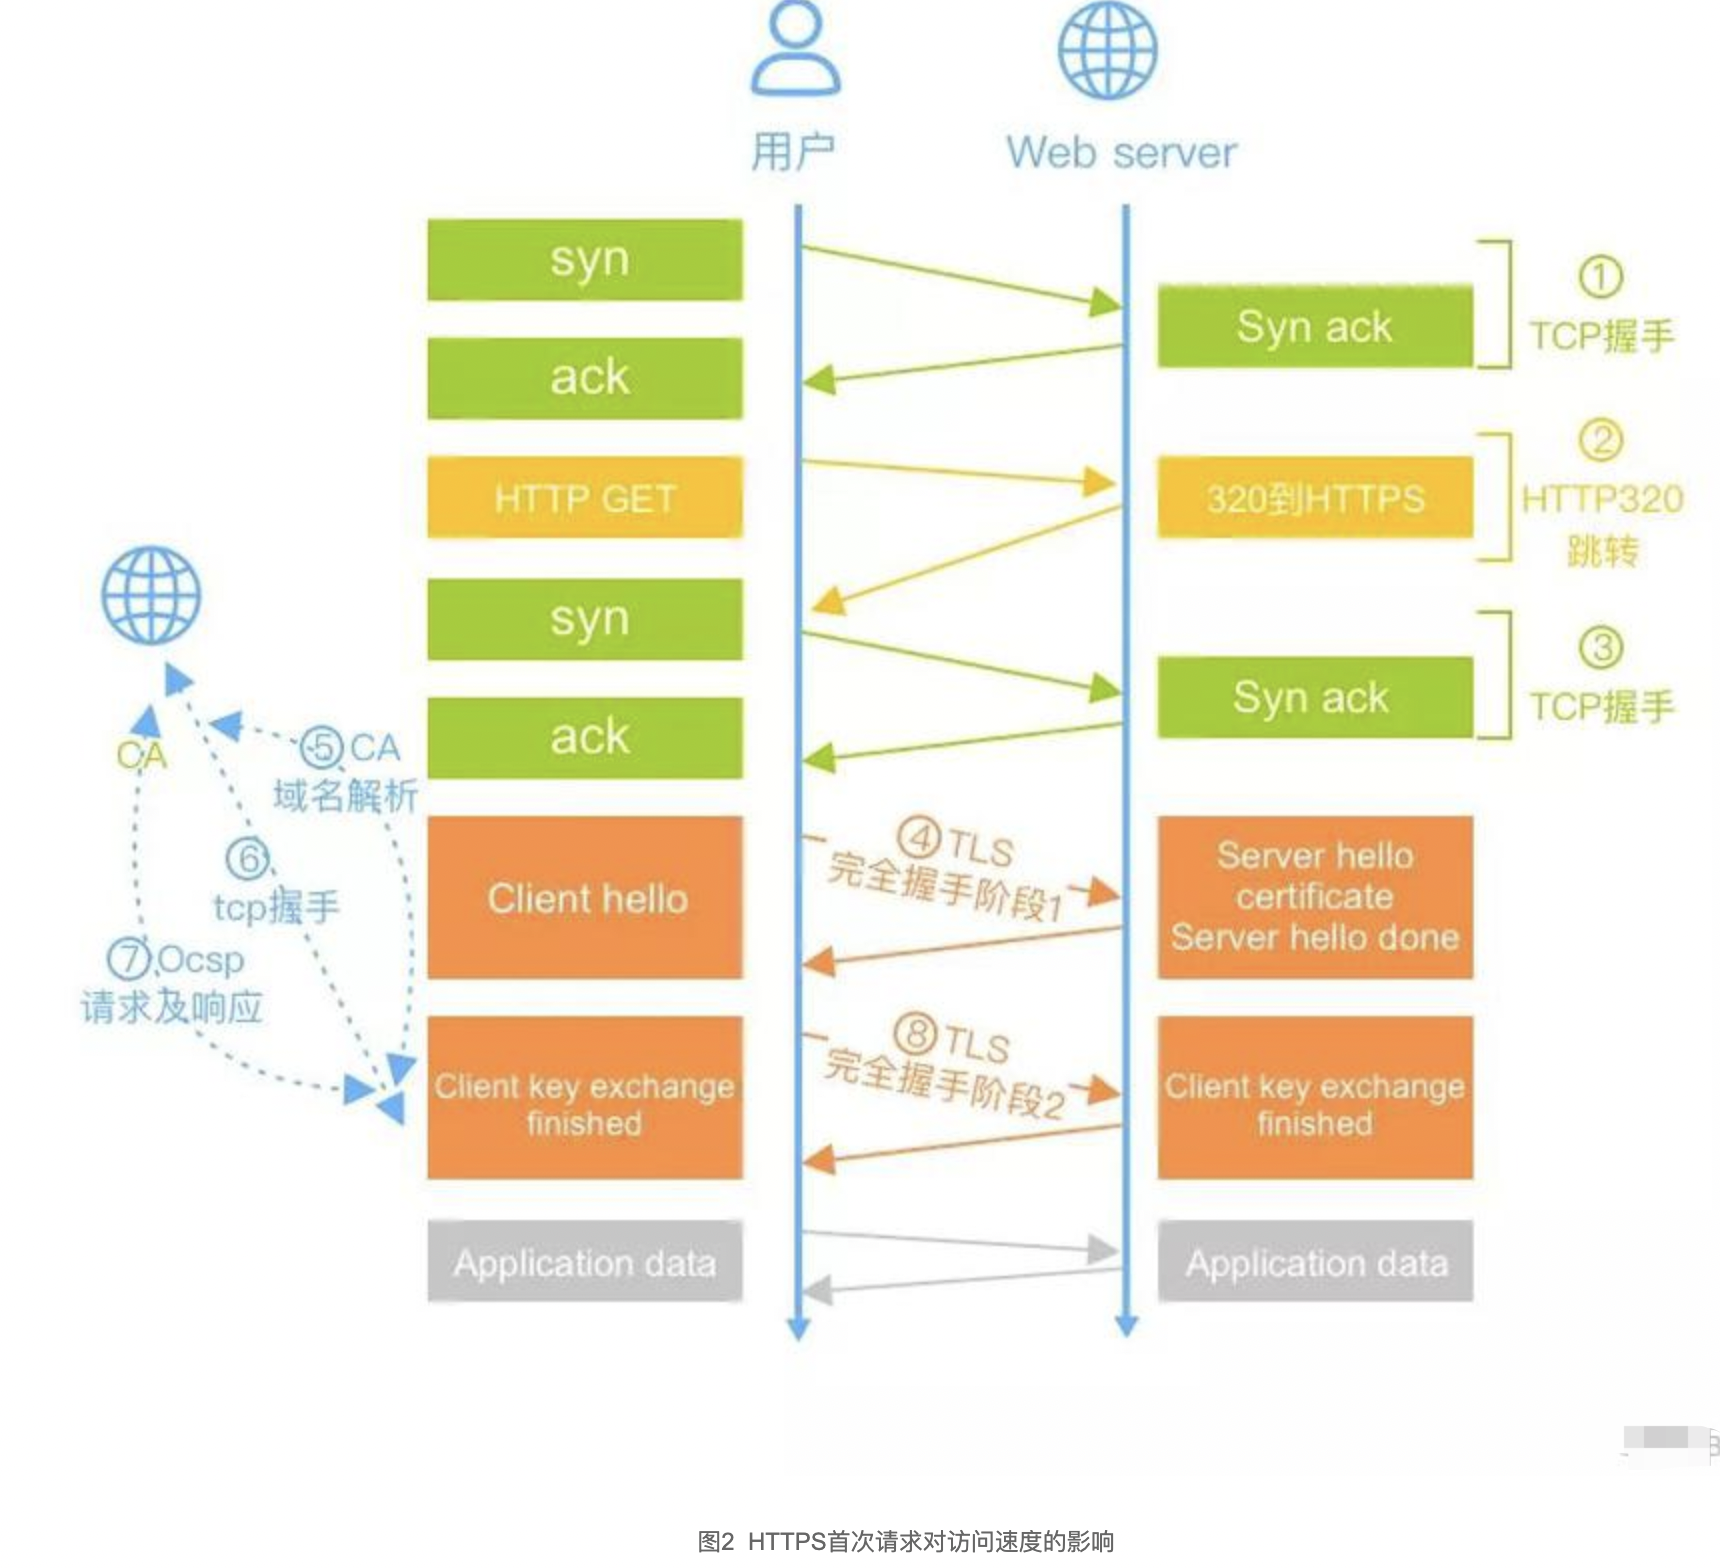 用户
Web server
syn
Syn ack
①
TCP握手
ack
HTTP GET
320到HTTPS
②
HTTP320
跳转
syn
Syn ack
③
TCP握手
ack
CA
⑤CA
域名解析
⑥
tcp握手
⑦Ocsp
请求及响应
Client hello
④TLS
完全握手阶段1
Server hello
certificate
Server hello done
Client key exchange
finished
⑧TLS
完全握手阶段2
Client key exchange
finished
Application data
Application data
图2 HTTPS首次请求对访问速度的影响